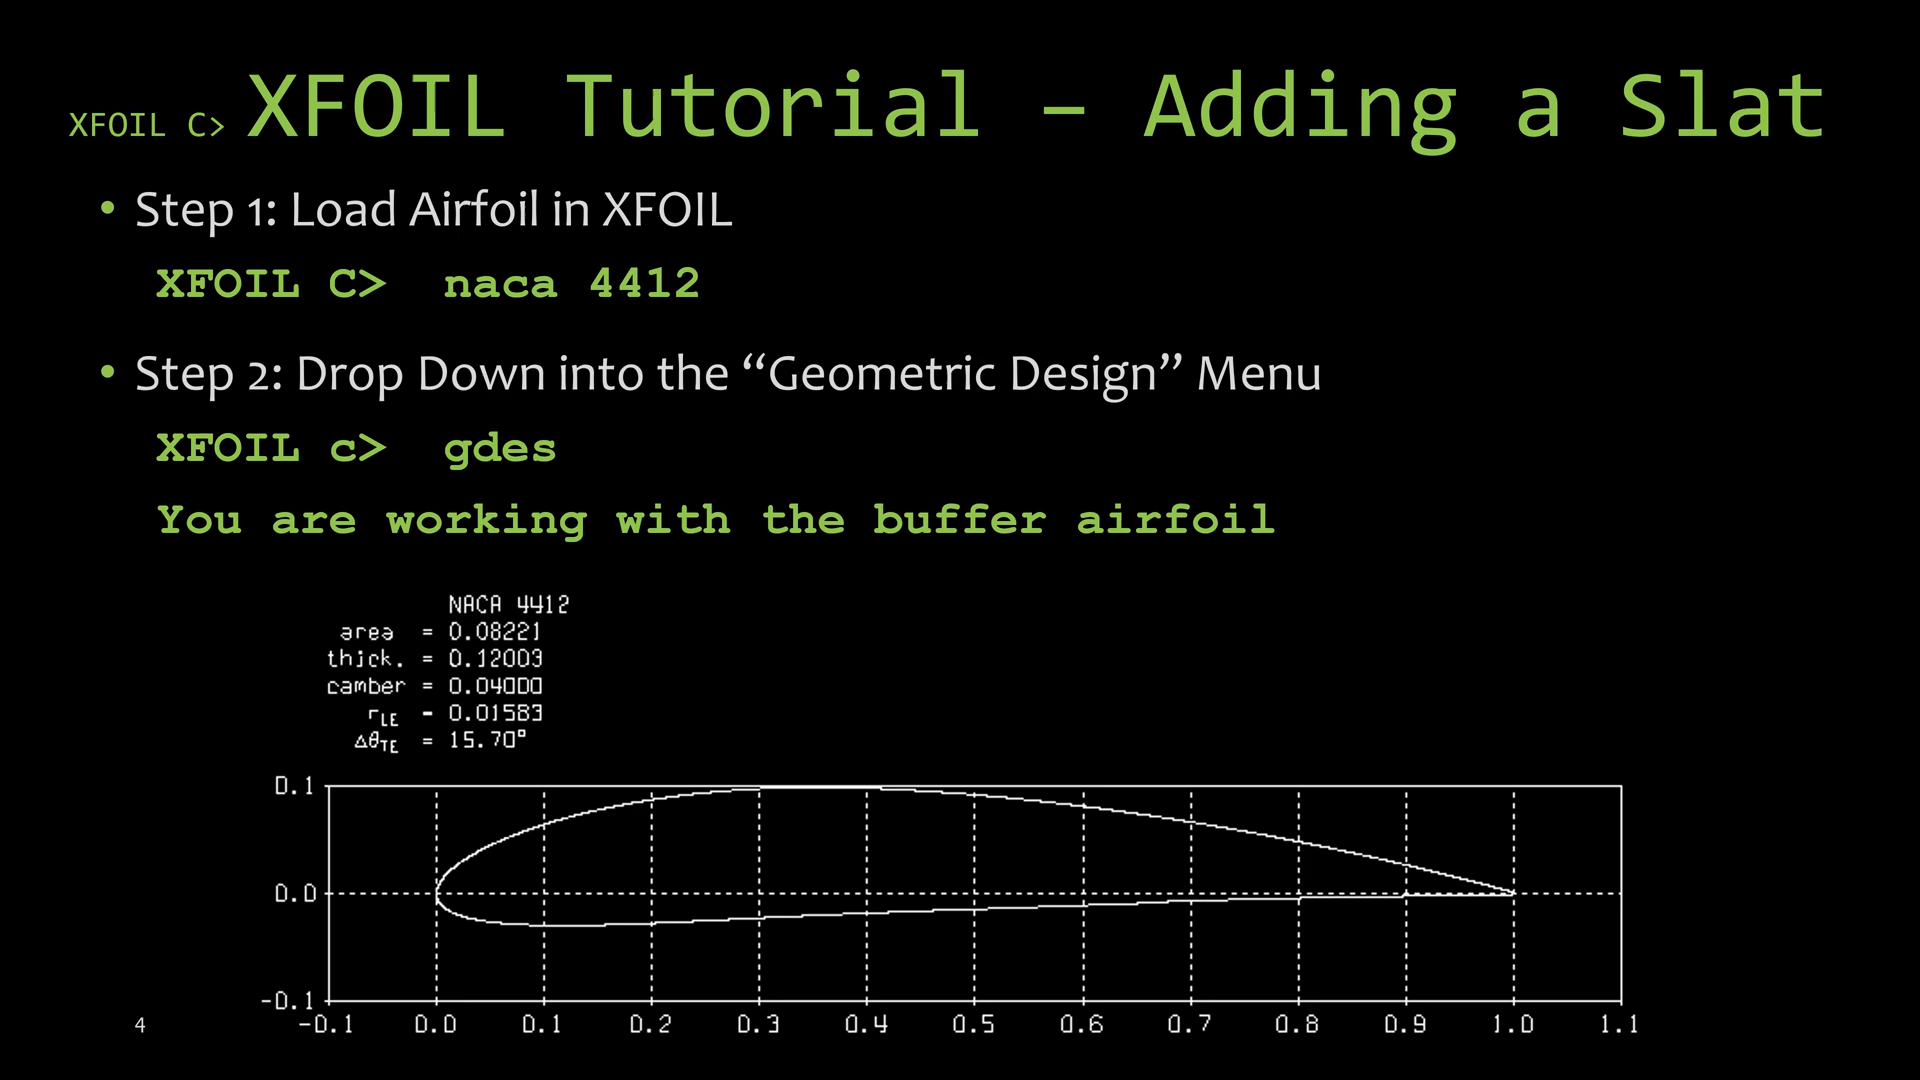 XFOIL C> XFOIL Tutorial – Adding a Slat
• Step 1: Load Airfoil in XFOIL
XFOIL C> naca 4412
• Step 2: Drop Down into the “Geometric Design” Menu
XFOIL c> gdes
You are working with the buffer airfoil
NACA 4412
area = 0.08221
thick. = 0.12003
camber = 0.04000
rLE = 0.01583
ΔθTE = 15.70°
0.1
0.0
-0.1
-0.1 0.0 0.1 0.2 0.3 0.4 0.5 0.6 0.7 0.8 0.9 1.0 1.1
4